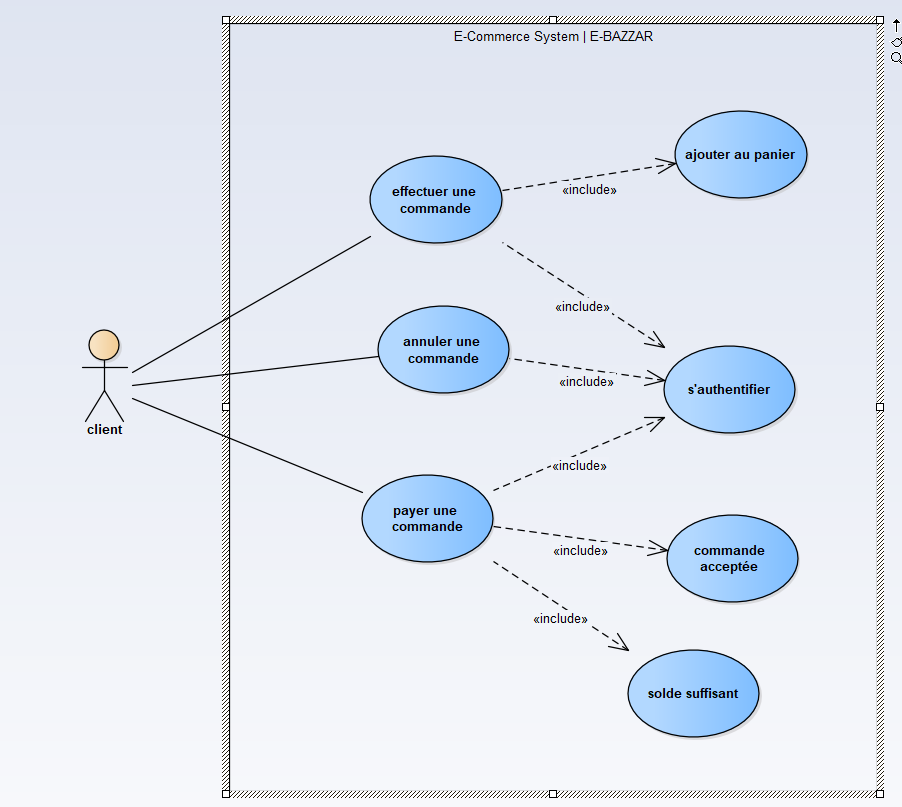 E-Commerce System | E-BAZZAR
ajouter au panier
effectuer une
commande
«include»
«include»
annuler une
commande
«include»
s'authentifier
client
«include»
payer une
commande
«include»
commande
acceptée
«include»
solde suffisant